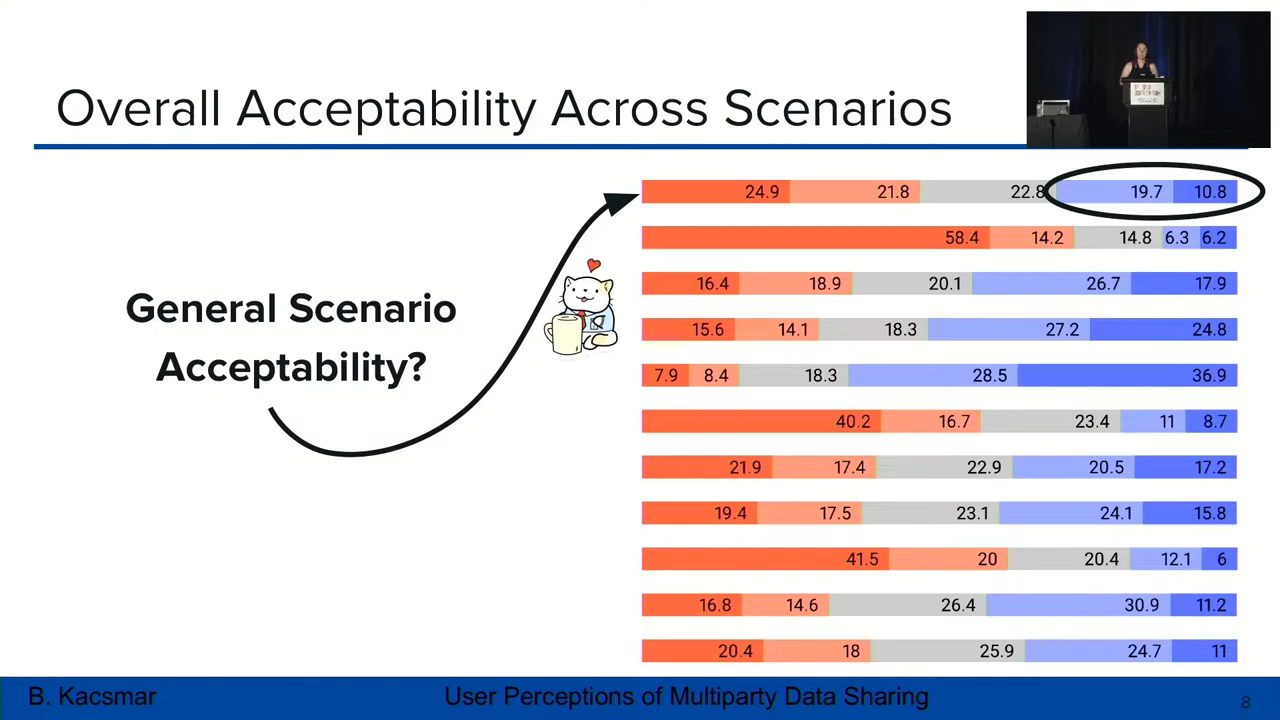 Overall Acceptability Across Scenarios
General Scenario
Acceptability?
24.9 21.8 22.8 19.7 10.8
58.4 14.2 14.8 6.3 6.2
16.4 18.9 20.1 26.7 17.9
15.6 14.1 18.3 27.2 24.8
7.9 8.4 18.3 28.5 36.9
40.2 16.7 23.4 11 8.7
21.9 17.4 22.9 20.5 17.2
19.4 17.5 23.1 24.1 15.8
41.5 20 20.4 12.1 6
16.8 14.6 26.4 30.9 11.2
20.4 18 25.9 24.7 11
B. Kacsmar User Perceptions of Multiparty Data Sharing 8